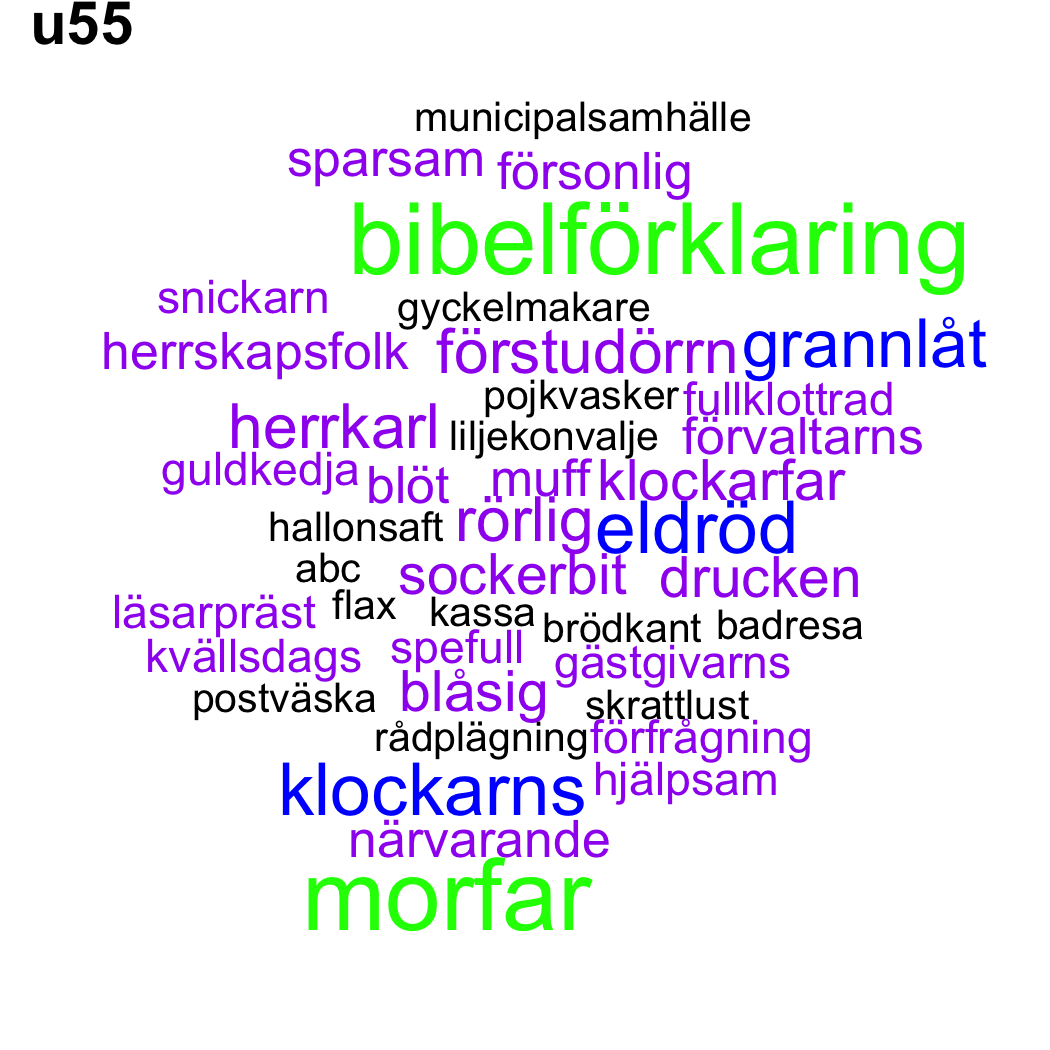 u55
municipalsamhälle
sparsam försonlig
bibelförklaring
snickarn gyckelmakare
herrskapsfolk förstudörrn grannlåt
pojkvasker fullklottrad
herrkarl liljekonvalje förvaltarns
guldkedja blöt muff klockarfar
hallonsaft rörlig eldröd
abc sockerbit drucken
läsarpräst flax kassa brödkant badresa
kvällsdags spefull gästgivarns
postväska blåsig skrattlust
rådplägning förfrågning
klockarns hjälpsam
närvarande
morfar